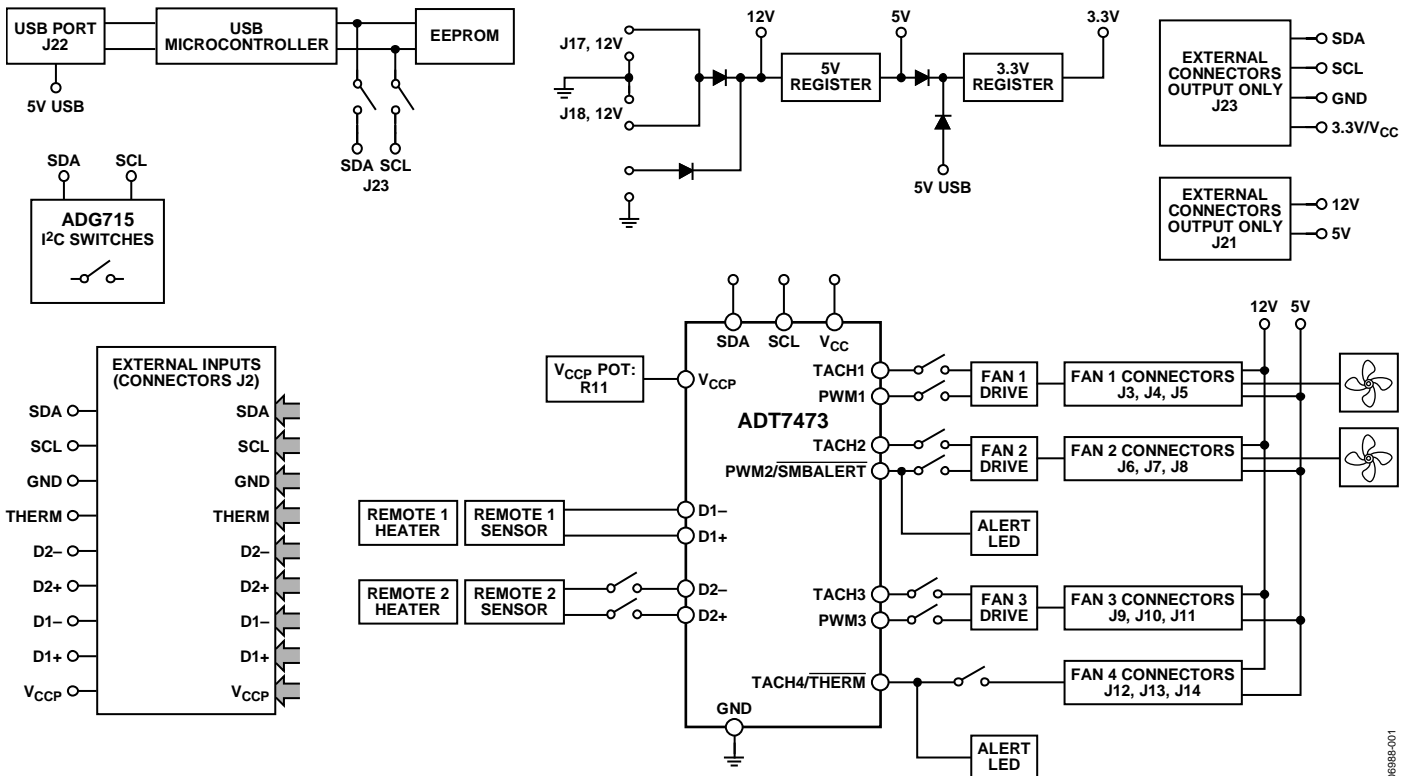 USB PORT
J22
USB
MICROCONTROLLER
EEPROM
5V USB
SDA SCL
J23
J17, 12V
J18, 12V
12V
5V
REGISTER
5V
3.3V
REGISTER
3.3V
5V USB
EXTERNAL
CONNECTORS
OUTPUT ONLY
J23
SDA
SCL
GND
3.3V/VCC
EXTERNAL
CONNECTORS
OUTPUT ONLY
J21
12V
5V
SDA
SCL
ADG715
I2C SWITCHES
EXTERNAL INPUTS
(CONNECTORS J2)
SDA
SDA
SCL
SCL
GND
GND
THERM
THERM
D2–
D2–
D2+
D2+
D1–
D1–
D1+
D1+
VCCP
VCCP
VCCP POT:
R11
REMOTE 1
HEATER
REMOTE 1
SENSOR
REMOTE 2
HEATER
REMOTE 2
SENSOR
SDA
SCL
VCC
VCCP
ADT7473
TACH1
PWM1
TACH2
PWM2/SMBALERT
D1–
D1+
D2–
D2+
TACH3
PWM3
TACH4/THERM
GND
FAN 1
DRIVE
FAN 1 CONNECTORS
J3, J4, J5
FAN 2
DRIVE
FAN 2 CONNECTORS
J6, J7, J8
ALERT
LED
FAN 3
DRIVE
FAN 3 CONNECTORS
J9, J10, J11
FAN 4 CONNECTORS
J12, J13, J14
ALERT
LED
12V
5V
06988-001